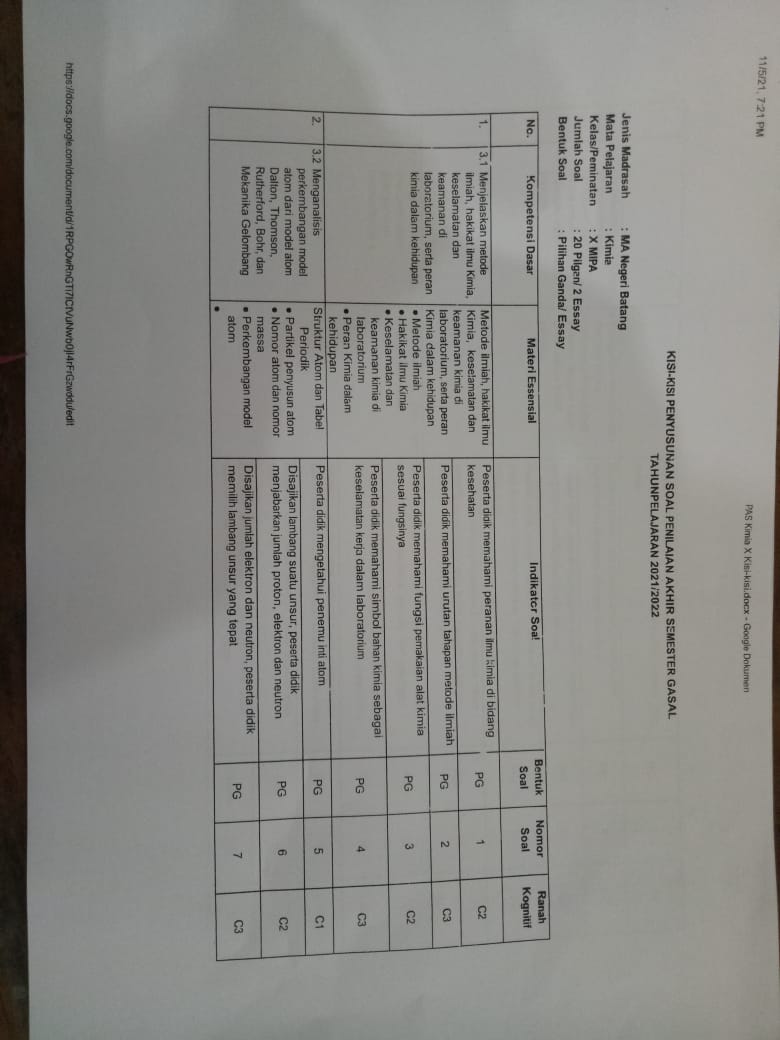 11/5/21, 7:21 PM
PAS Kimia X Kisi-kisi.docx - Google Dokumen
KISI-KISI PENYUSUNAN SOAL PENILAIAN AKHIR SEMESTER GASAL
TAHUNPELAJARAN 2021/2022
Jenis Madrasah : MA Negeri Batang
Mata Pelajaran : Kimia
Kelas/Peminatan : X MIPA
Jumlah Soal : 20 Pilgan/ 2 Essay
Bentuk Soal : Pilihan Ganda/ Essay
No. Kompetensi Dasar Materi Essensial Indikator Soal Bentuk Soal Nomor Soal Ranah Kognitif
1. 3.1 Menjelaskan metode
ilmiah, hakikat ilmu Kimia,
keselamatan dan
keamanan di
laboratorium, serta peran
kimia dalam kehidupan
Metode ilmiah, hakikat ilmu
Kimia, keselamatan dan
keamanan kimia di
laboratorium, serta peran
Kimia dalam kehidupan
• Metode ilmiah
• Hakikat ilmu Kimia
• Keselamatan dan
keamanan kimia di
laboratorium
• Peran Kimia dalam
kehidupan
Peserta didik memahami peranan ilmu kimia di bidang
kesehatan
PG 1 C2
Peserta didik memahami urutan tahapan metode ilmiah
PG 2 C3
Peserta didik memahami fungsi pemakaian alat kimia
sesuai fungsinya
PG 3 C2
Peserta didik memahami simbol bahan kimia sebagai
keselamatan kerja dalam laboratorium
PG 4 C3
2. 3.2 Menganalisis
perkembangan model
atom dari model atom
Dalton, Thomson,
Rutherford, Bohr, dan
Mekanika Gelombang
Struktur Atom dan Tabel
Periodik
• Partikel penyusun atom
• Nomor atom dan nomor
massa
• Perkembangan model
atom
•
Peserta didik mengetahui penemu inti atom
PG 5 C1
Disajikan lambang suatu unsur, peserta didik
menjabarkan jumlah proton, elektron dan neutron
PG 6 C2
Disajikan jumlah elektron dan neutron, peserta didik
memilih lambang unsur yang tepat
PG 7 C3